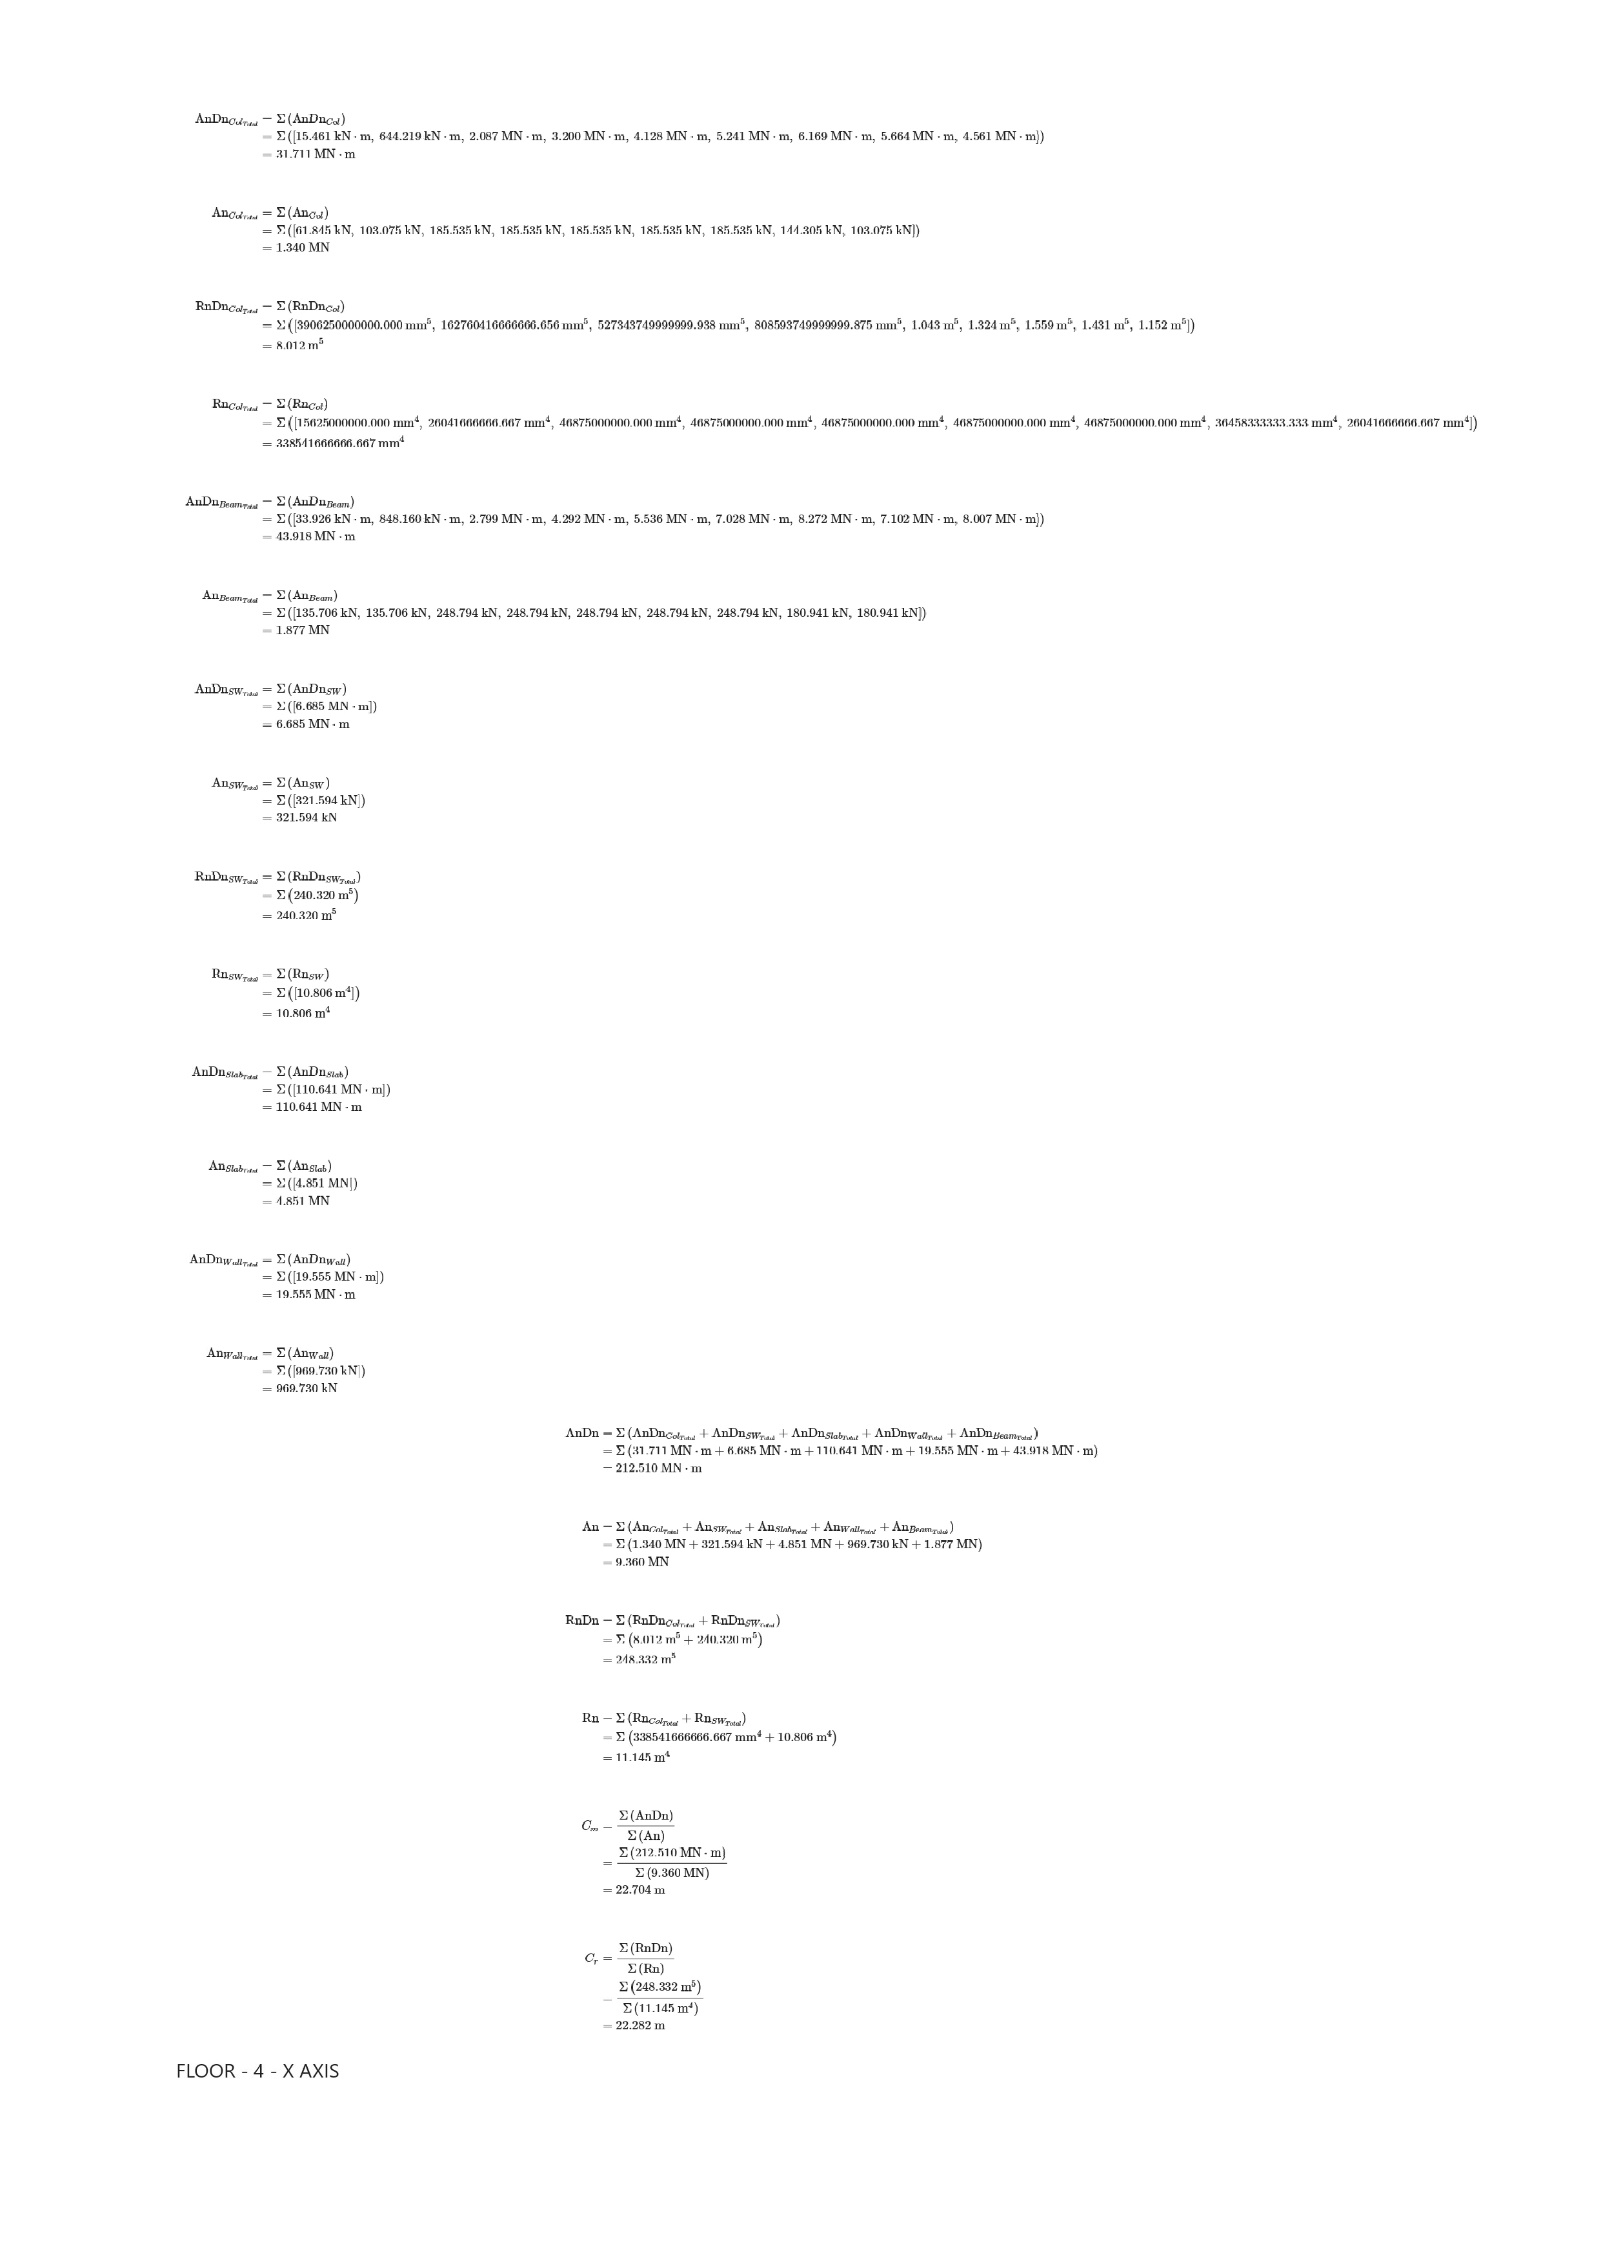 AnDn_{Col_{Total}} = Σ (AnDn_{Col})
= Σ ([15.461 kN · m, 644.219 kN · m, 2.087 MN · m, 3.200 MN · m, 4.128 MN · m, 5.241 MN · m, 6.169 MN · m, 5.664 MN · m, 4.561 MN · m])
= 31.711 MN · m
An_{Col_{Total}} = Σ (An_{Col})
= Σ ([61.845 kN, 103.075 kN, 185.535 kN, 185.535 kN, 185.535 kN, 185.535 kN, 185.535 kN, 144.305 kN, 103.075 kN])
= 1.340 MN
RnDn_{Col_{Total}} = Σ (RnDn_{Col})
= Σ ([3906250000000.000 mm⁵, 162760416666666.656 mm⁵, 527343749999999.938 mm⁵, 808593749999999.875 mm⁵, 1.043 m⁵, 1.324 m⁵, 1.559 m⁵, 1.431 m⁵, 1.152 m⁵])
= 8.012 m⁵
Rn_{Col_{Total}} = Σ (Rn_{Col})
= Σ ([15625000000.000 mm⁴, 26041666666.667 mm⁴, 46875000000.000 mm⁴, 46875000000.000 mm⁴, 46875000000.000 mm⁴, 46875000000.000 mm⁴, 46875000000.000 mm⁴, 36458333333.333 mm⁴, 26041666666.667 mm⁴])
= 338541666666.667 mm⁴
AnDn_{Beam_{Total}} = Σ (AnDn_{Beam})
= Σ ([33.926 kN · m, 848.160 kN · m, 2.799 MN · m, 4.292 MN · m, 5.536 MN · m, 7.028 MN · m, 8.272 MN · m, 7.102 MN · m, 8.007 MN · m])
= 43.918 MN · m
An_{Beam_{Total}} = Σ (An_{Beam})
= Σ ([135.706 kN, 135.706 kN, 248.794 kN, 248.794 kN, 248.794 kN, 248.794 kN, 248.794 kN, 180.941 kN, 180.941 kN])
= 1.877 MN
AnDn_{SW_{Total}} = Σ (AnDn_{SW})
= Σ ([6.685 MN · m])
= 6.685 MN · m
An_{SW_{Total}} = Σ (An_{SW})
= Σ ([321.594 kN])
= 321.594 kN
RnDn_{SW_{Total}} = Σ (RnDn_{SW_{Total}})
= Σ (240.320 m⁵)
= 240.320 m⁵
Rn_{SW_{Total}} = Σ (Rn_{SW})
= Σ ([10.806 m⁴])
= 10.806 m⁴
AnDn_{Slab_{Total}} = Σ (AnDn_{Slab})
= Σ ([110.641 MN · m])
= 110.641 MN · m
An_{Slab_{Total}} = Σ (An_{Slab})
= Σ ([4.851 MN])
= 4.851 MN
AnDn_{Wall_{Total}} = Σ (AnDn_{Wall})
= Σ ([19.555 MN · m])
= 19.555 MN · m
An_{Wall_{Total}} = Σ (An_{Wall})
= Σ ([969.730 kN])
= 969.730 kN
AnDn = Σ (AnDn_{Col_{Total}} + AnDn_{SW_{Total}} + AnDn_{Slab_{Total}} + AnDn_{Wall_{Total}} + AnDn_{Beam_{Total}})
= Σ (31.711 MN · m + 6.685 MN · m + 110.641 MN · m + 19.555 MN · m + 43.918 MN · m)
= 212.510 MN · m
An = Σ (An_{Col_{Total}} + An_{SW_{Total}} + An_{Slab_{Total}} + An_{Wall_{Total}} + An_{Beam_{Total}})
= Σ (1.340 MN + 321.594 kN + 4.851 MN + 969.730 kN + 1.877 MN)
= 9.360 MN
RnDn = Σ (RnDn_{Col_{Total}} + RnDn_{SW_{Total}})
= Σ (8.012 m⁵ + 240.320 m⁵)
= 248.332 m⁵
Rn = Σ (Rn_{Col_{Total}} + Rn_{SW_{Total}})
= Σ (338541666666.667 mm⁴ + 10.806 m⁴)
= 11.145 m⁴
C_m = Σ (AnDn) / Σ (An)
= Σ (212.510 MN · m) / Σ (9.360 MN)
= 22.704 m
C_r = Σ (RnDn) / Σ (Rn)
= Σ (248.332 m⁵) / Σ (11.145 m⁴)
= 22.282 m
FLOOR - 4 - X AXIS